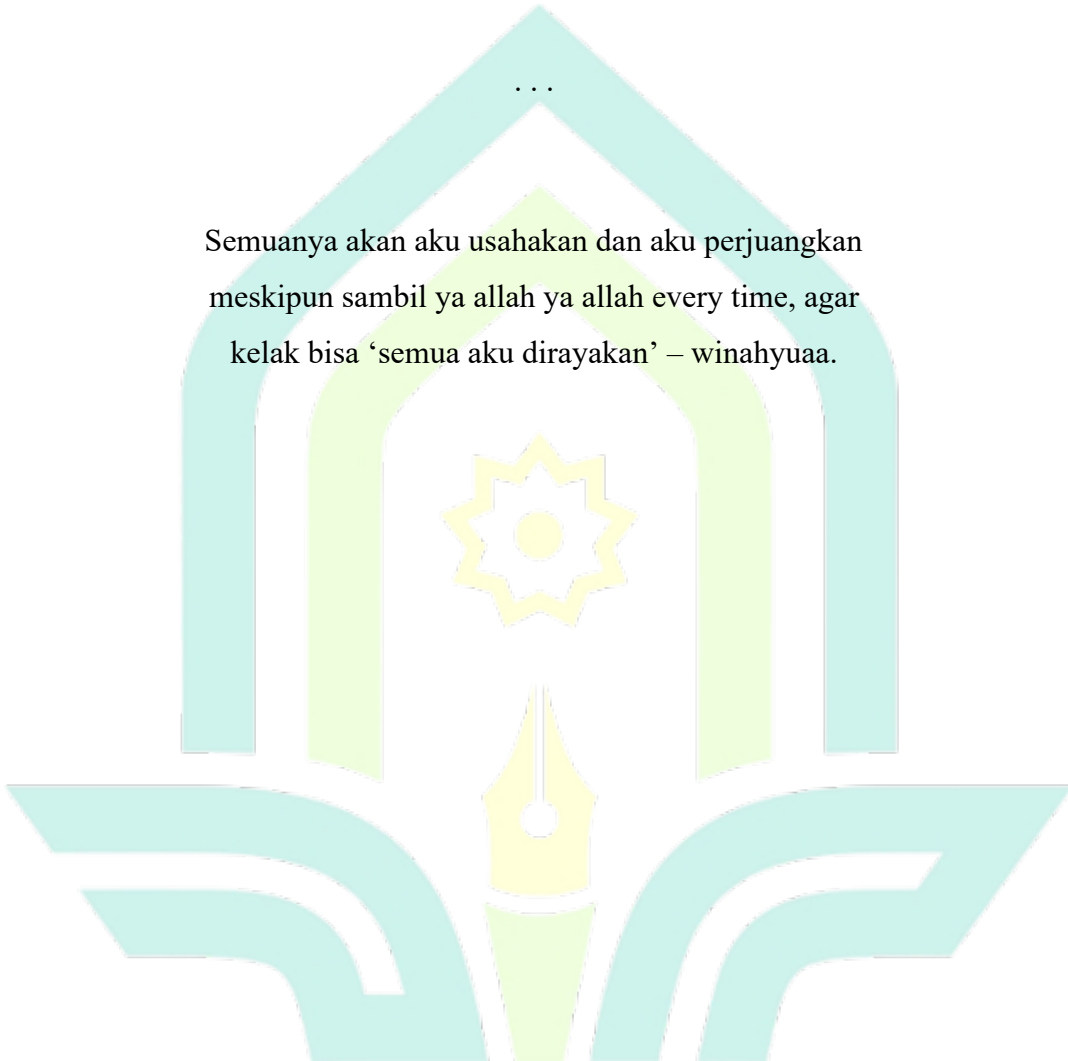 . . .
Semuanya akan aku usahakan dan aku perjuangkan
meskipun sambil ya allah ya allah every time, agar
kelak bisa ‘semua aku dirayakan’ – winahyuaa.